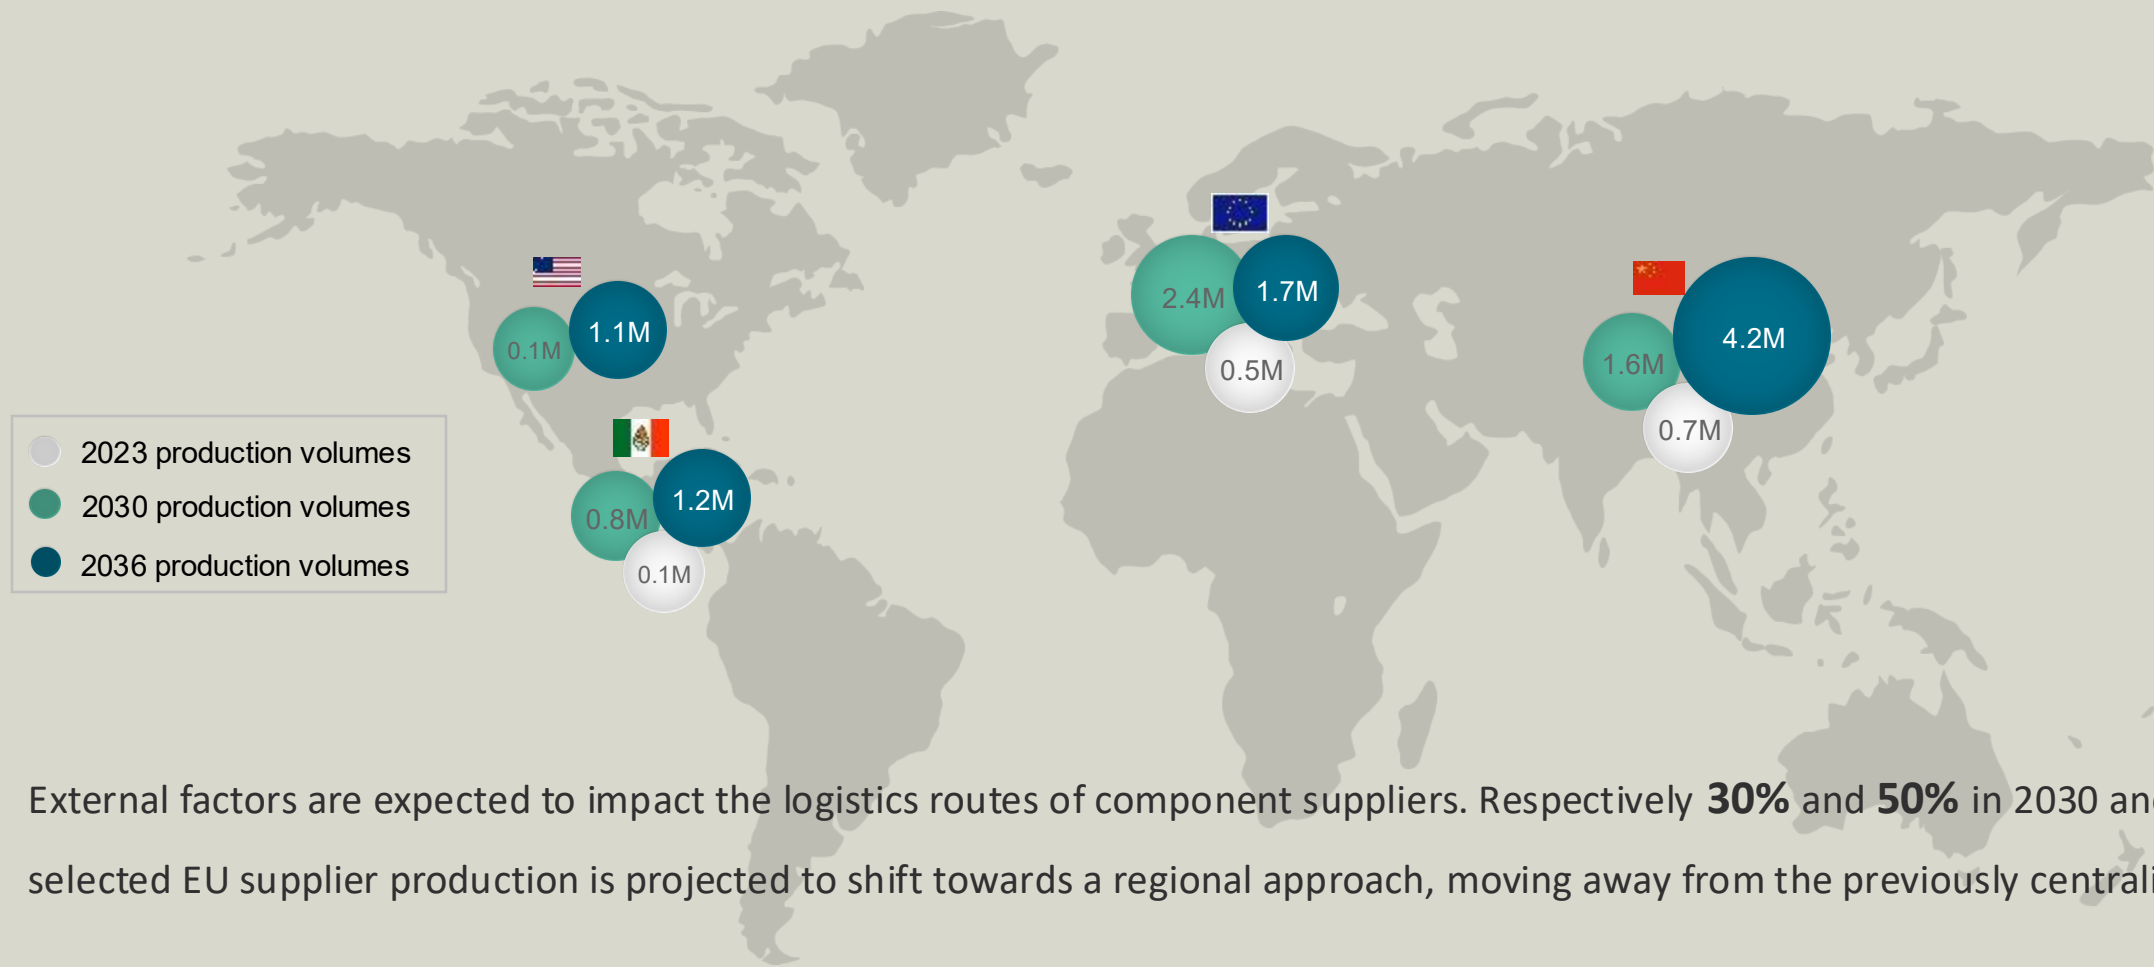 2.4M
1.7M
0.5M
1.1M
0.1M
4.2M
1.6M
0.7M
2023 production volumes
2030 production volumes
2036 production volumes
1.2M
0.8M
0.1M
External factors are expected to impact the logistics routes of component suppliers. Respectively 30% and 50% in 2030 and
selected EU supplier production is projected to shift towards a regional approach, moving away from the previously